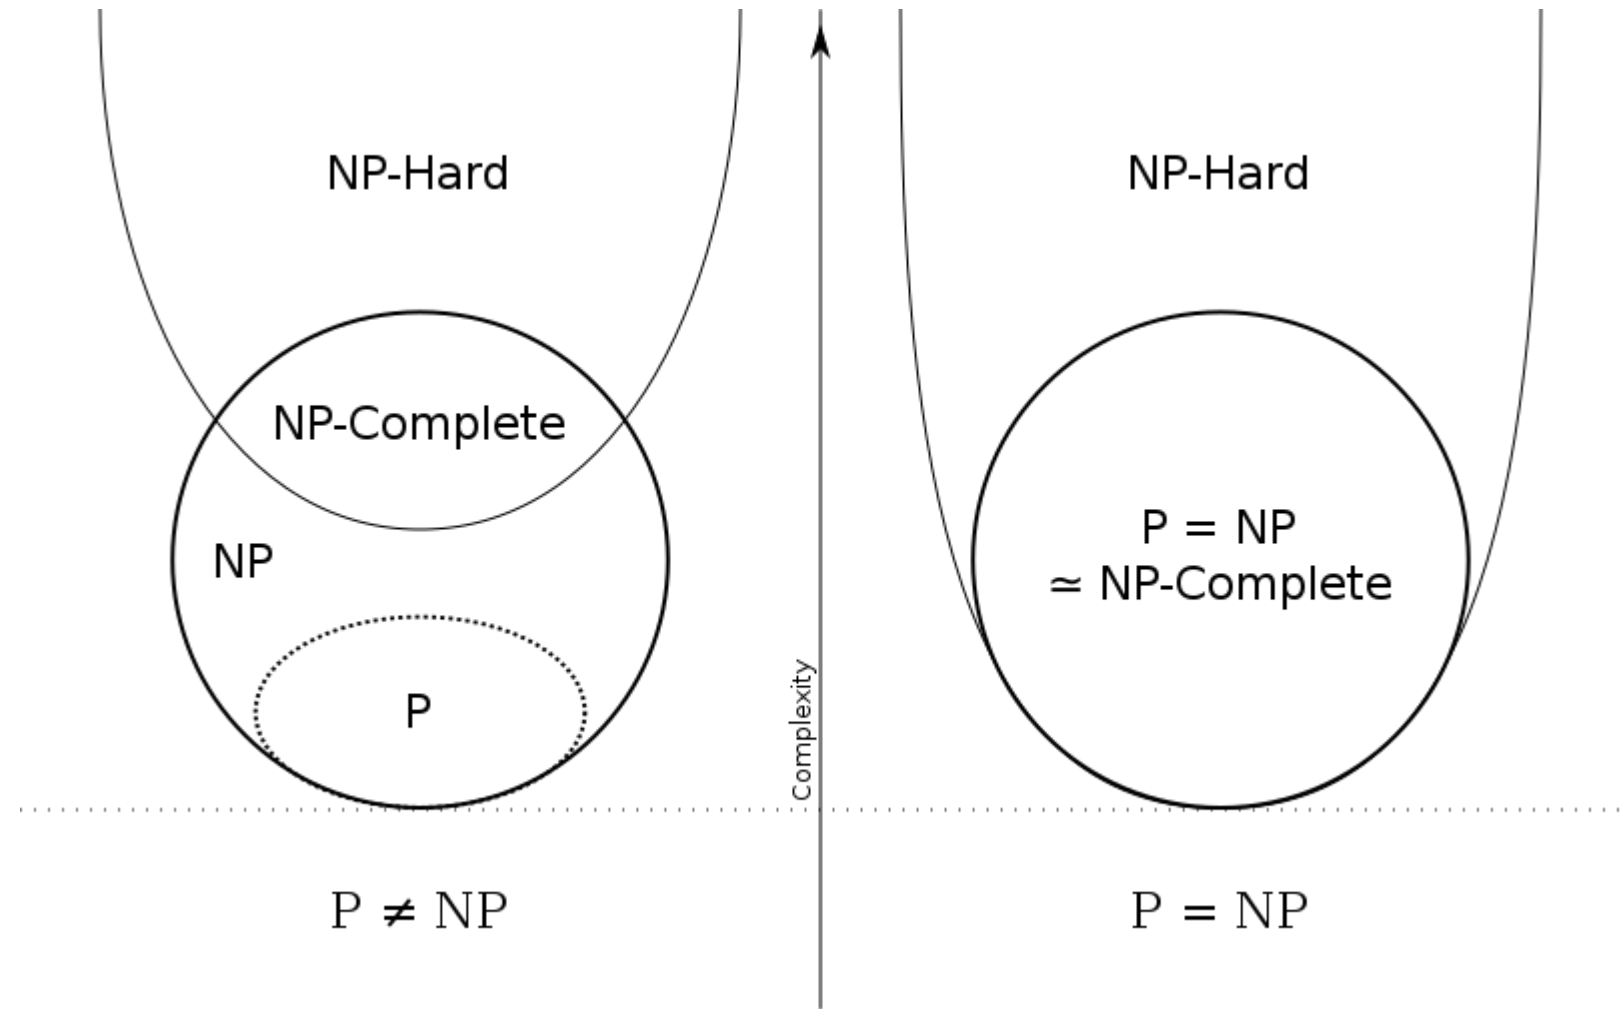 NP-Hard
NP-Complete
NP
P
P ≠ NP
Complexity
NP-Hard
P = NP
≃ NP-Complete
P = NP